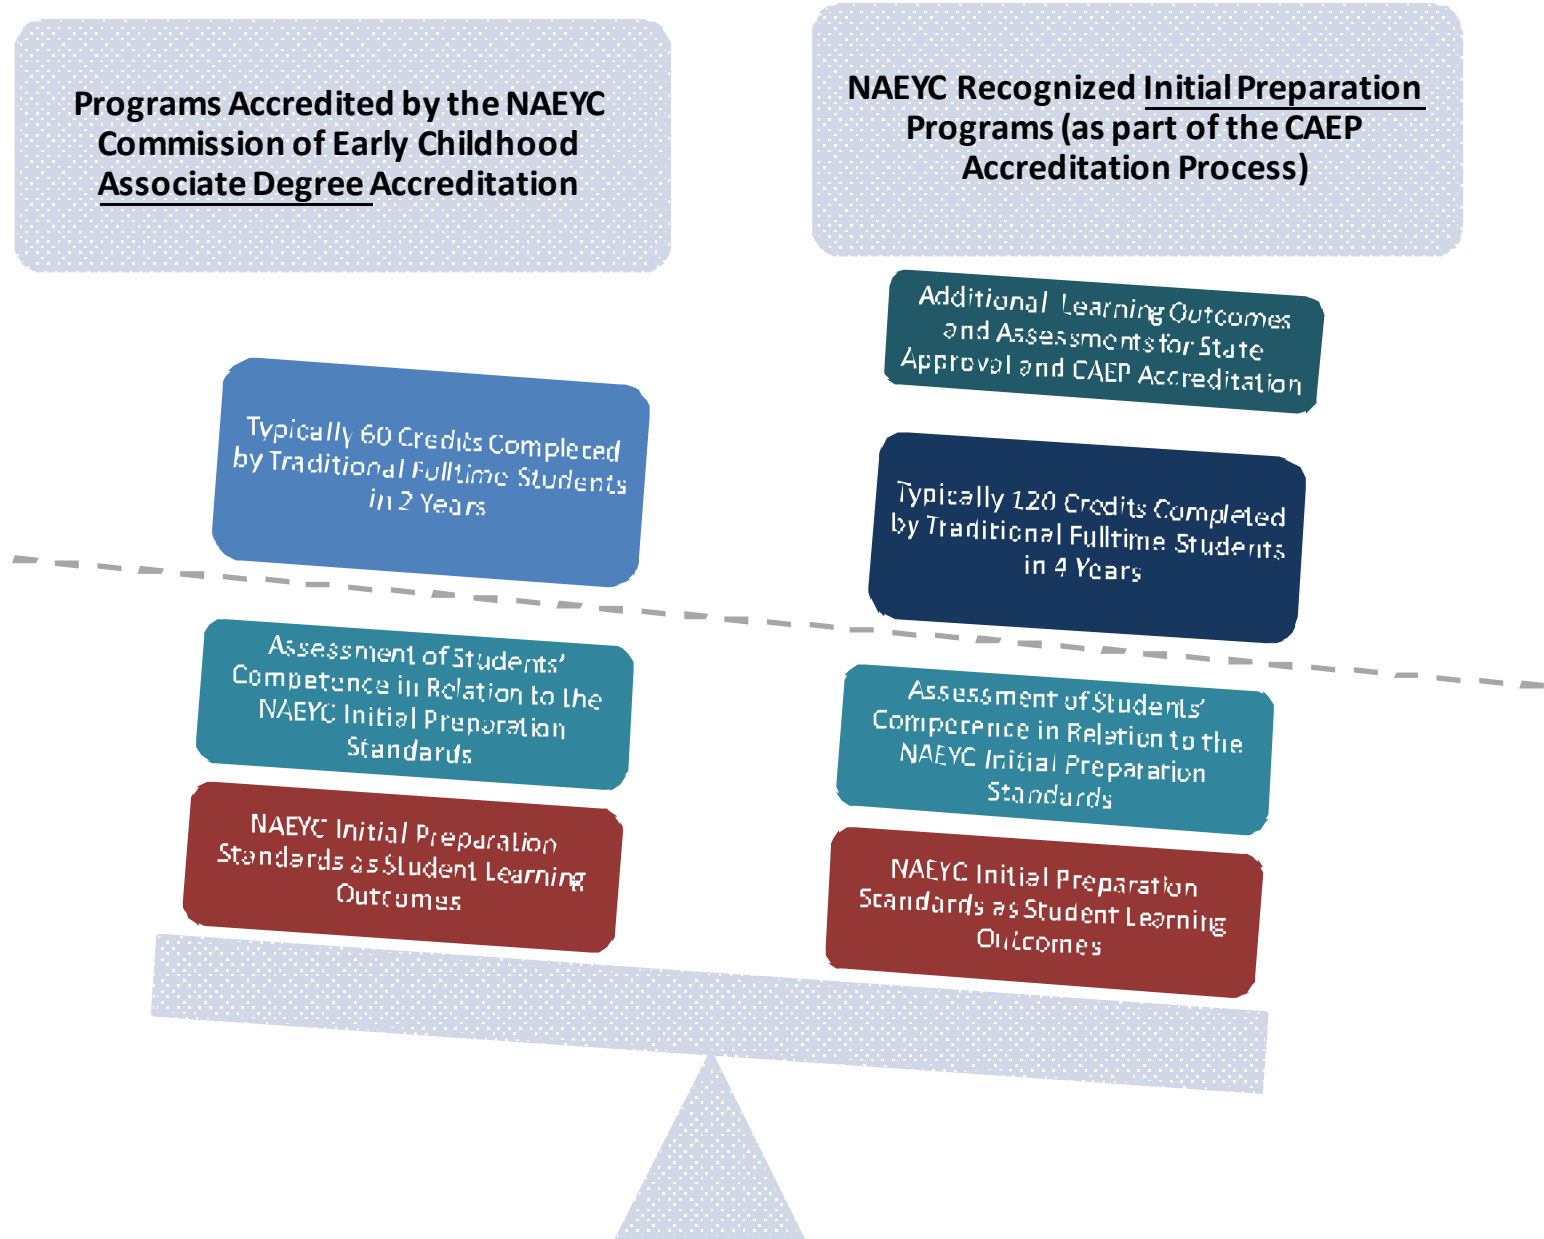 Programs Accredited by the NAEYC
Commission of Early Childhood
Associate Degree Accreditation
Typically 60 Credits Completed
by Traditional Fulltime Students
in 2 Years
Assessment of Students'
Competence in Relation to the
NAEYC Initial Preparation
Standards
NAEYC Initial Preparation
Standards as Student Learning
Outcomes
NAEYC Recognized Initial Preparation
Programs (as part of the CAEP
Accreditation Process)
Additional Learning Outcomes
and Assessments for State
Approval and CAEP Accreditation
Typically 120 Credits Completed
by Traditional Fulltime Students
in 4 Years
Assessment of Students'
Competence in Relation to the
NAEYC Initial Preparation
Standards
NAEYC Initial Preparation
Standards as Student Learning
Outcomes